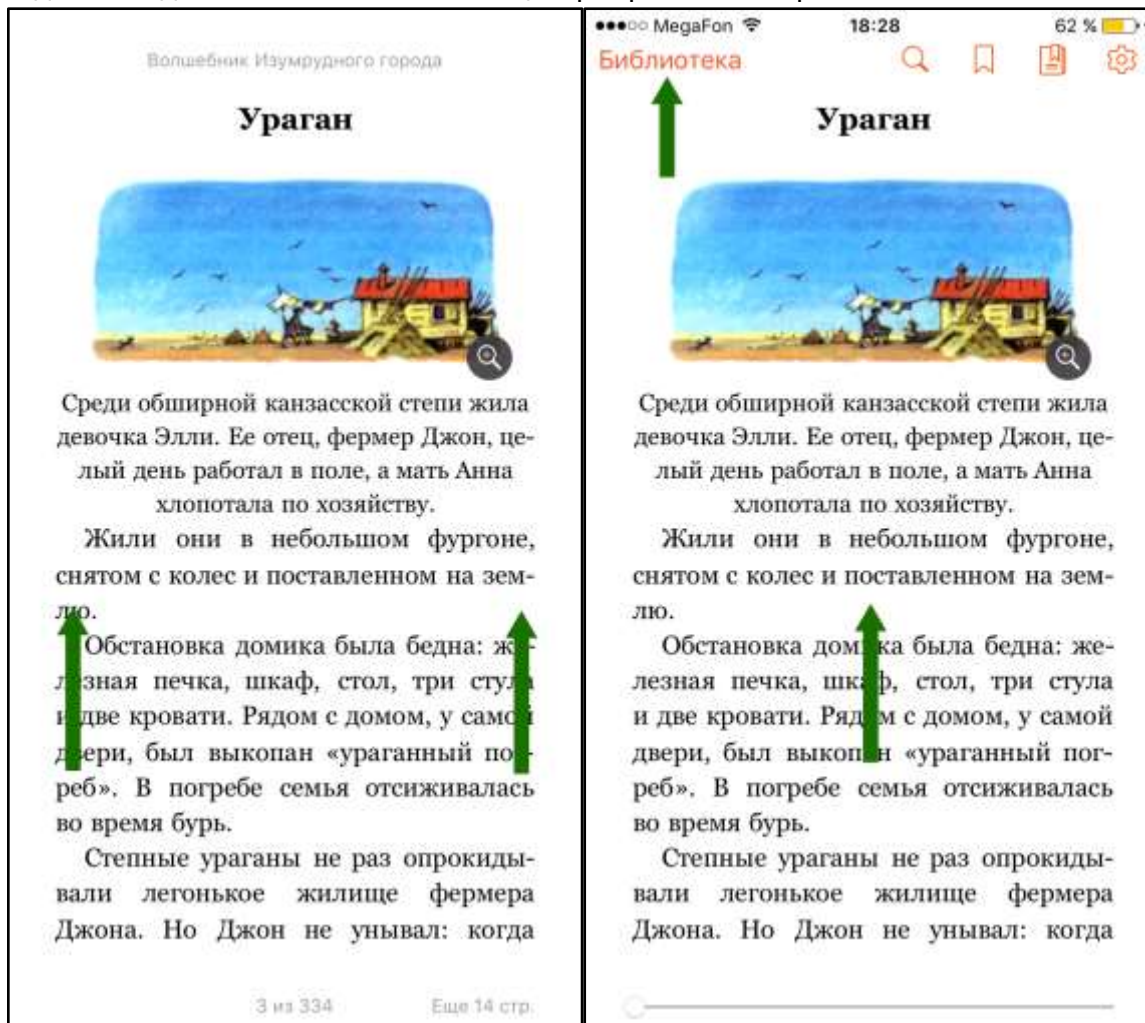 Волшебник Изумрудного города
Ураган
Среди обширной канзасской степи жила
девочка Элли. Ее отец, фермер Джон, це-
лый день работал в поле, а мать Анна
хлопотала по хозяйству.
Жили они в небольшом фургоне,
снятом с колес и поставленном на зем-
лю.
Обстановка домика была бедна: же-
лезная печка, шкаф, стол, три стула
и две кровати. Рядом с домом, у самой
двери, был выкопан «ураганный пог-
реб». В погребе семья отсиживалась
во время бурь.
Степные ураганы не раз опрокиды-
вали легонькое жилище фермера
Джона. Но Джон не унывал: когда
3 из 334 Еще 14 стр.
MegaFon 18:28 62 %
Библиотека
Ураган
Среди обширной канзасской степи жила
девочка Элли. Ее отец, фермер Джон, це-
лый день работал в поле, а мать Анна
хлопотала по хозяйству.
Жили они в небольшом фургоне,
снятом с колес и поставленном на зем-
лю.
Обстановка домика была бедна: же-
лезная печка, шкаф, стол, три стула
и две кровати. Рядом с домом, у самой
двери, был выкопан «ураганный пог-
реб». В погребе семья отсиживалась
во время бурь.
Степные ураганы не раз опрокиды-
вали легонькое жилище фермера
Джона. Но Джон не унывал: когда